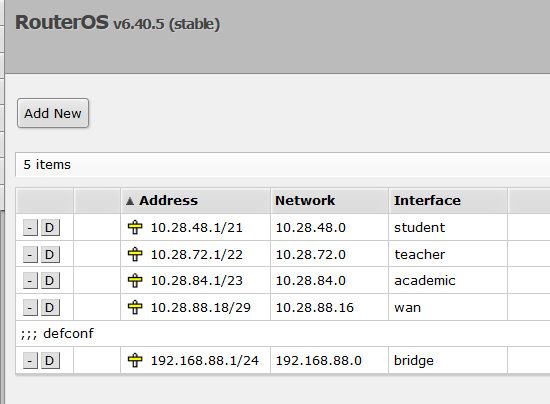 RouterOS v6.40.5 (stable)
Add New
5 items
▲ Address Network Interface
- D 10.28.48.1/21 10.28.48.0 student
- D 10.28.72.1/22 10.28.72.0 teacher
- D 10.28.84.1/23 10.28.84.0 academic
- D 10.28.88.18/29 10.28.88.16 wan
;;; defconf
- D 192.168.88.1/24 192.168.88.0 bridge